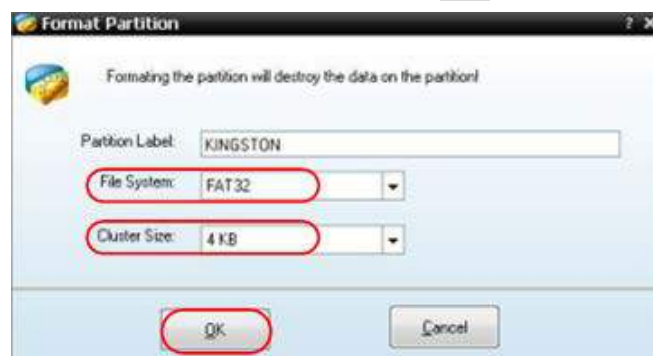 Format Partition ? X
Formating the partition will destroy the data on the partition!
Partition Label: KINGSTON
File System: FAT32
Cluster Size: 4 KB
OK Cancel